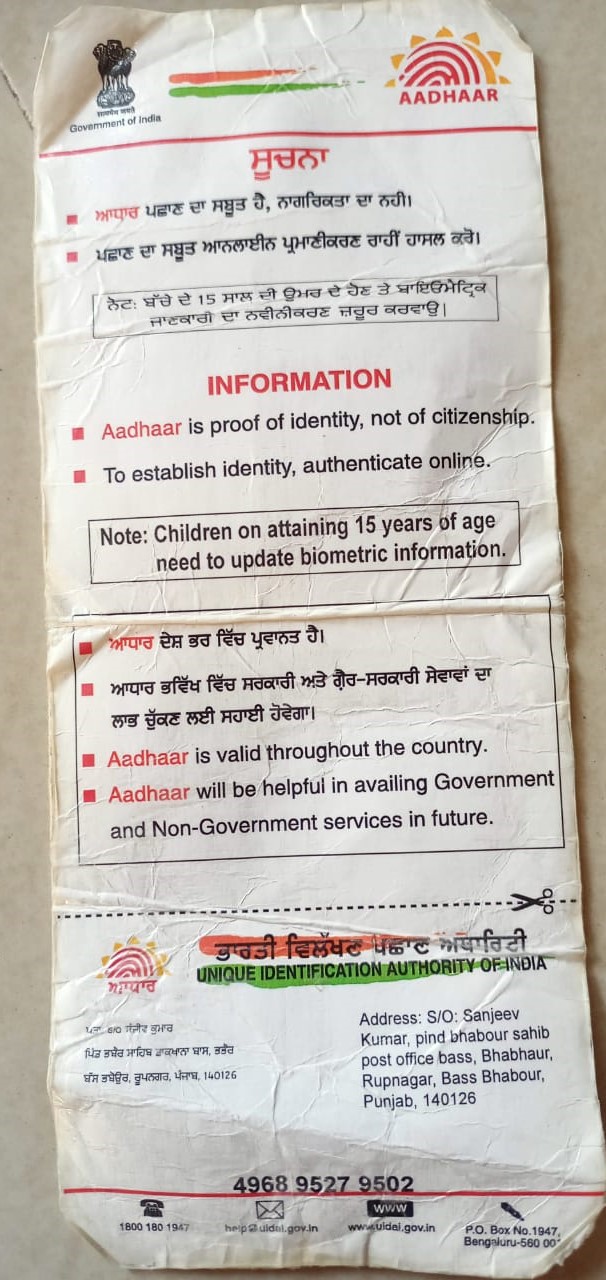 सत्यमेव जयते
Government of India
AADHAAR
ਸੂਚਨਾ
ਆਧਾਰ ਪਛਾਣ ਦਾ ਸਬੂਤ ਹੈ, ਨਾਗਰਿਕਤਾ ਦਾ ਨਹੀ।
ਪਛਾਣ ਦਾ ਸਬੂਤ ਆਨਲਾਈਨ ਪ੍ਰਮਾਣੀਕਰਣ ਰਾਹੀਂ ਹਾਸਲ ਕਰੋ।
ਨੋਟ: ਬੱਚੇ ਦੇ 15 ਸਾਲ ਦੀ ਉਮਰ ਦੇ ਹੋਣ ਤੇ ਬਾਇਓਮੈਟ੍ਰਿਕ
ਜਾਣਕਾਰੀ ਦਾ ਨਵੀਨੀਕਰਣ ਜ਼ਰੂਰ ਕਰਵਾਉ।
INFORMATION
Aadhaar is proof of identity, not of citizenship.
To establish identity, authenticate online.
Note: Children on attaining 15 years of age
need to update biometric information.
ਆਧਾਰ ਦੇਸ਼ ਭਰ ਵਿੱਚ ਪ੍ਰਵਾਨਤ ਹੈ।
ਆਧਾਰ ਭਵਿੱਖ ਵਿੱਚ ਸਰਕਾਰੀ ਅਤੇ ਗ਼ੈਰ-ਸਰਕਾਰੀ ਸੇਵਾਵਾਂ ਦਾ
ਲਾਭ ਚੁੱਕਣ ਲਈ ਸਹਾਈ ਹੋਵੇਗਾ।
Aadhaar is valid throughout the country.
Aadhaar will be helpful in availing Government
and Non-Government services in future.
ਭਾਰਤੀ ਵਿਲੱਖਣ ਪਛਾਣ ਅਥਾਰਿਟੀ
UNIQUE IDENTIFICATION AUTHORITY OF INDIA
ਆਧਾਰ
S/O ਸੰਜੀਵ ਕੁਮਾਰ
ਪਿੰਡ ਭਬੌਰ ਸਾਹਿਬ ਡਾਕਖਾਨਾ ਬਾਸ, ਭਭੌਰ
ਬੱਸ ਭਬੇਉਰ, ਰੂਪਨਗਰ, ਪੰਜਾਬ, 140126
Address: S/O: Sanjeev
Kumar, pind bhabour sahib
post office bass, Bhabhaur,
Rupnagar, Bass Bhabour,
Punjab, 140126
4968 9527 9502
1800 180 1947
help@uidai.gov.in
www
www.uidai.gov.in
P.O. Box No.1947,
Bengaluru-560 00